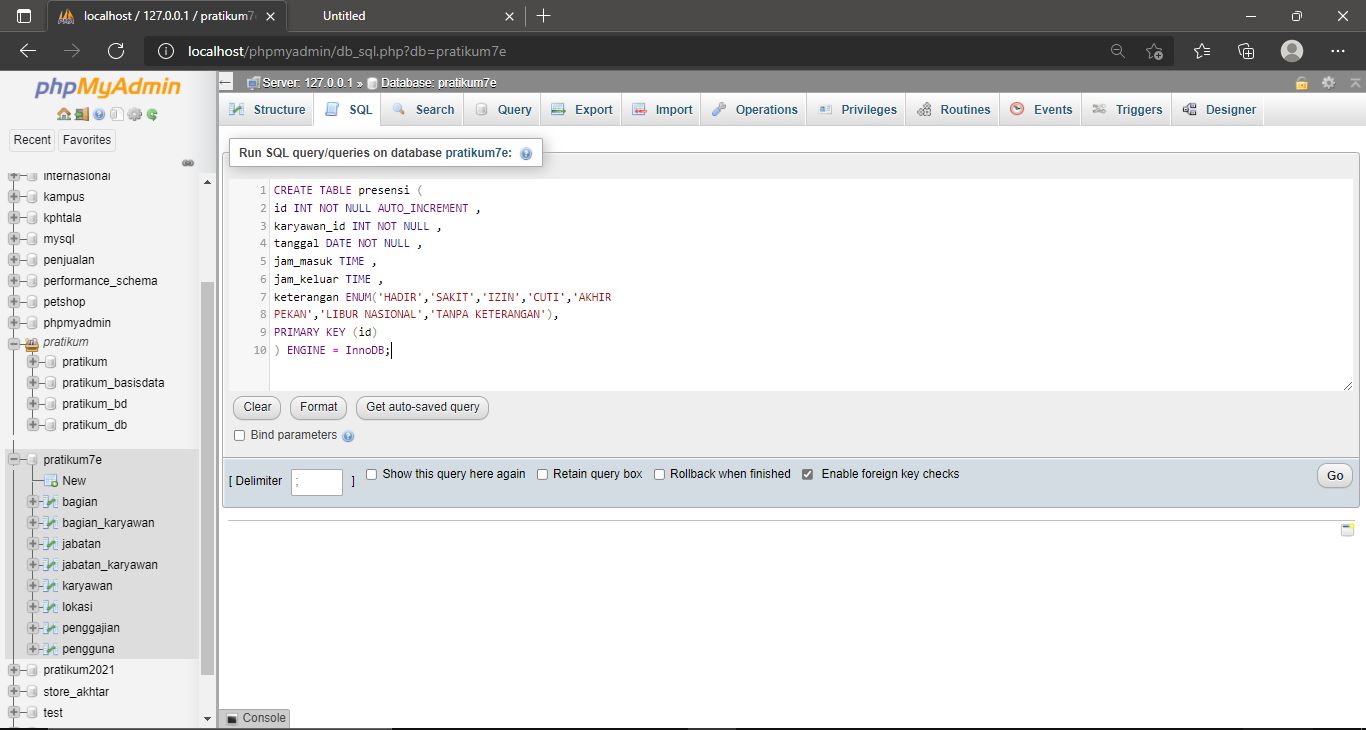 localhost / 127.0.0.1 / pratikum7
Untitled
localhost/phpmyadmin/db_sql.php?db=pratikum7e
phpMyAdmin
Recent Favorites
internasional
kampus
kphtala
mysql
penjualan
performance_schema
petshop
phpmyadmin
pratikum
pratikum
pratikum_basisdata
pratikum_bd
pratikum_db
pratikum7e
New
bagian
bagian_karyawan
jabatan
jabatan_karyawan
karyawan
lokasi
penggajian
pengguna
pratikum2021
store_akhtar
test
Server: 127.0.0.1 » Database: pratikum7e
Structure SQL Search Query Export Import Operations Privileges Routines Events Triggers Designer
Run SQL query/queries on database pratikum7e:
1 CREATE TABLE presensi (
2 id INT NOT NULL AUTO_INCREMENT ,
3 karyawan_id INT NOT NULL ,
4 tanggal DATE NOT NULL ,
5 jam_masuk TIME ,
6 jam_keluar TIME ,
7 keterangan ENUM('HADIR','SAKIT','IZIN','CUTI','AKHIR
8 PEKAN','LIBUR NASIONAL','TANPA KETERANGAN'),
9 PRIMARY KEY (id)
10 ) ENGINE = InnoDB;
Clear Format Get auto-saved query
Bind parameters
[ Delimiter ; ] Show this query here again Retain query box Rollback when finished Enable foreign key checks Go
Console